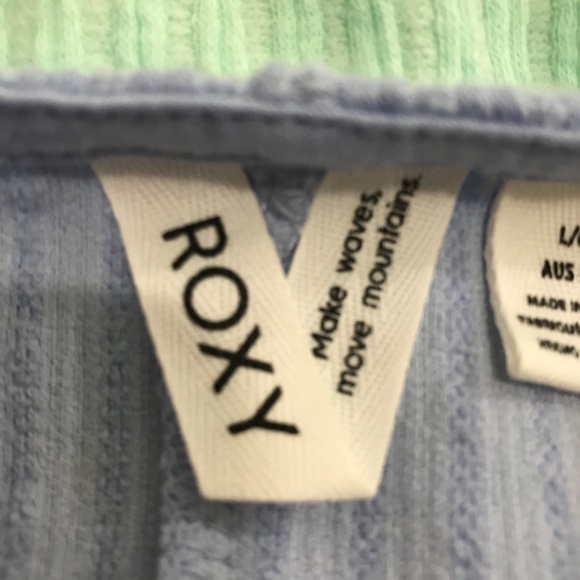 ROXY
Make waves,
move mountains.
L/
AUS
MADE IN